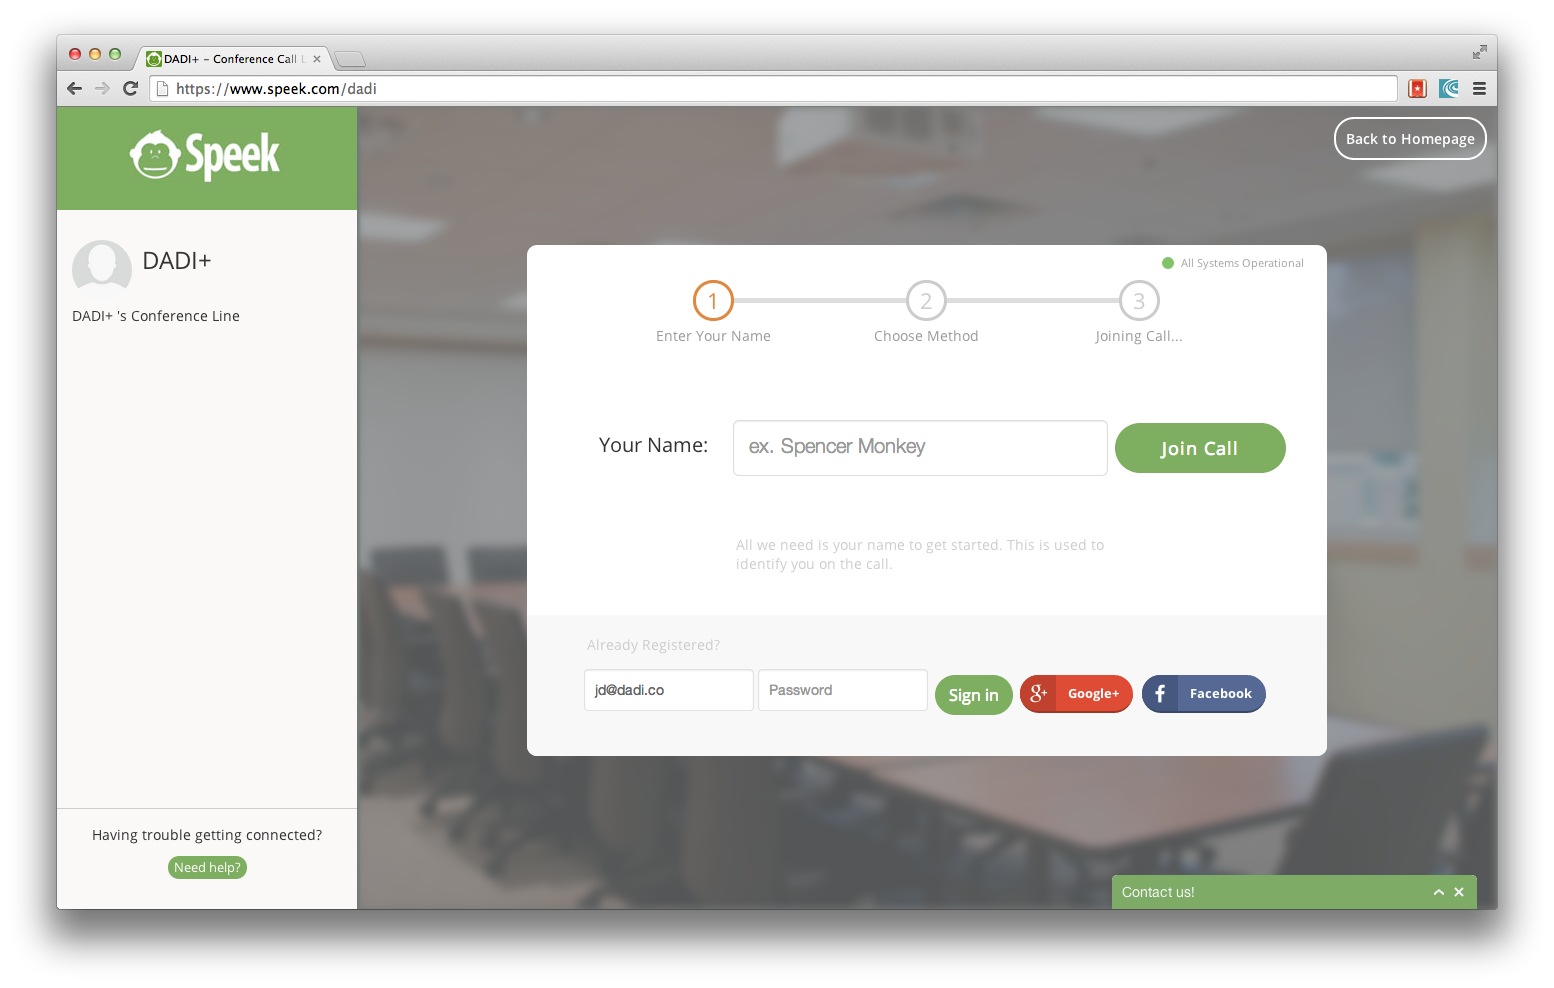 DADI+ – Conference Call
https://www.speek.com/dadi
Speek
Back to Homepage
DADI+
DADI+ 's Conference Line
All Systems Operational
1 2 3
Enter Your Name Choose Method Joining Call...
Your Name: ex. Spencer Monkey Join Call
All we need is your name to get started. This is used to
identify you on the call.
Already Registered?
jd@dadi.co Password Sign in g+ Google+ f Facebook
Having trouble getting connected?
Need help?
Contact us!